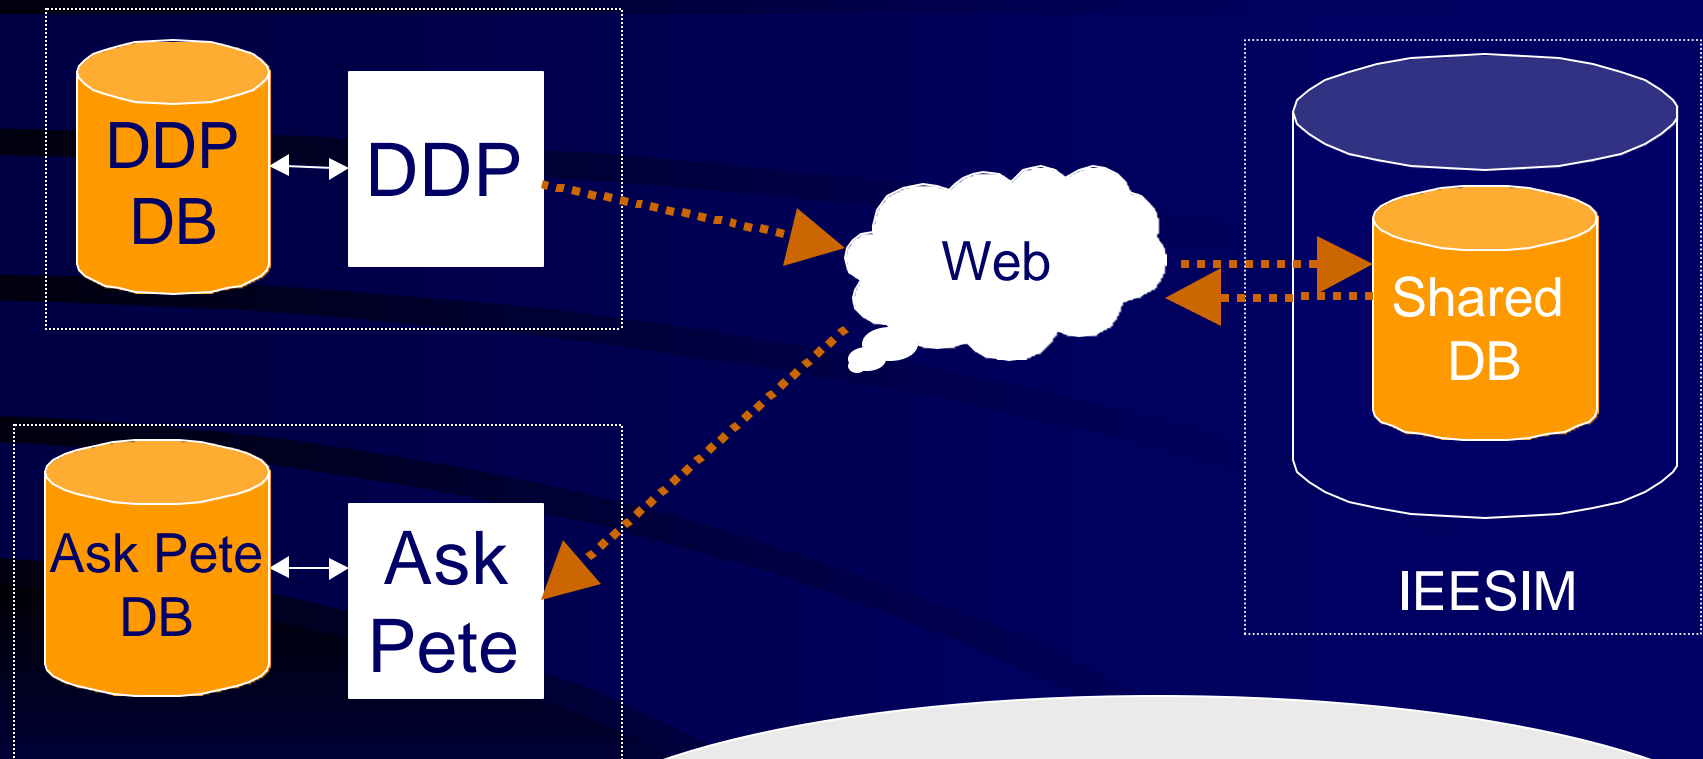 DDP
DB
DDP
Web
Shared
DB
Ask Pete
DB
Ask
Pete
IEESIM